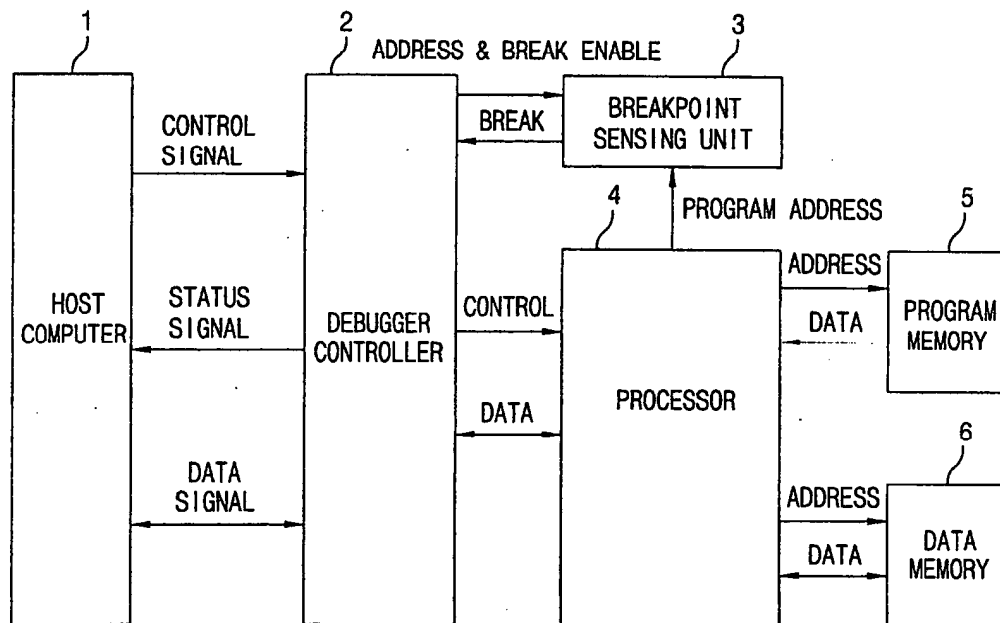 1
2
ADDRESS & BREAK ENABLE
3
CONTROL
SIGNAL
BREAK
BREAKPOINT
SENSING UNIT
4
PROGRAM ADDRESS
5
HOST
COMPUTER
STATUS
SIGNAL
DEBUGGER
CONTROLLER
CONTROL
PROCESSOR
ADDRESS
DATA
PROGRAM
MEMORY
DATA
SIGNAL
DATA
6
ADDRESS
DATA
DATA
MEMORY